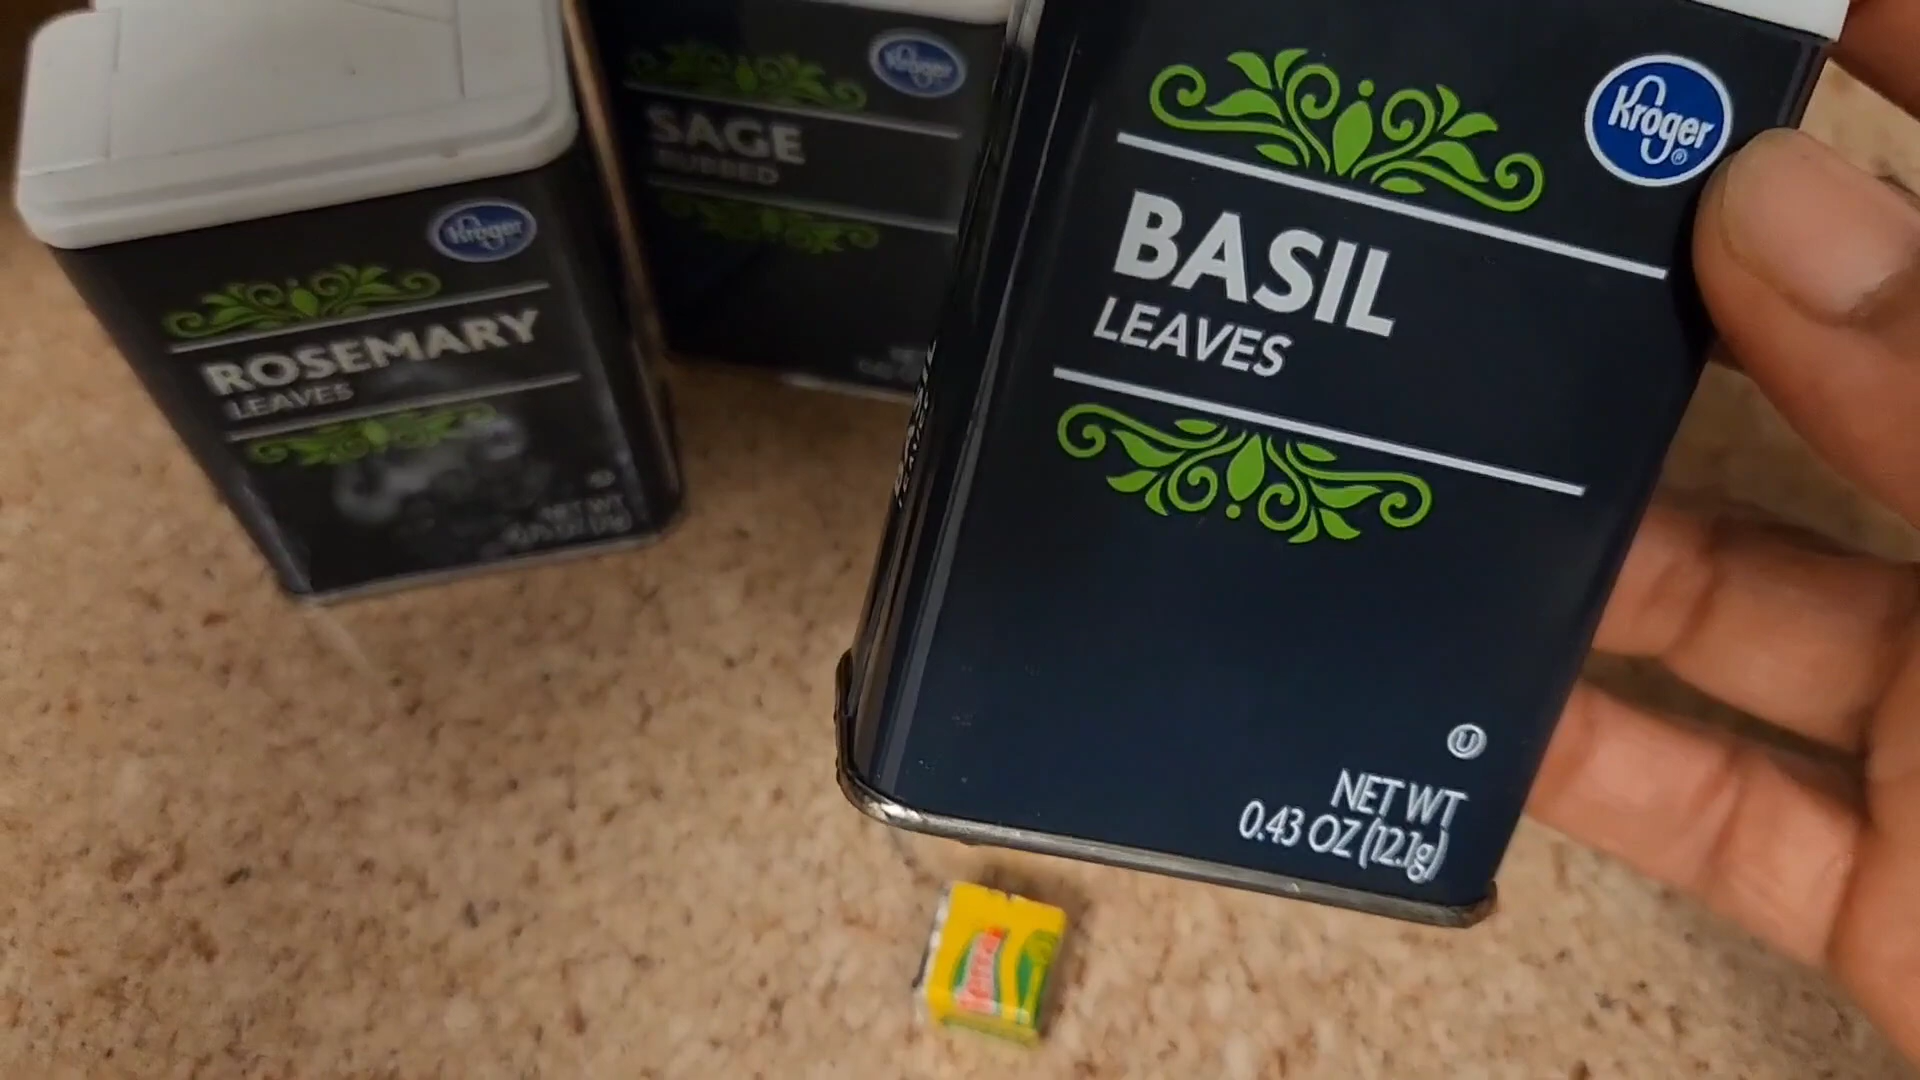 Kroger
ROSEMARY
LEAVES
NET WT
Kroger
SAGE
RUBBED
Kroger
BASIL
LEAVES
U
NET WT
0.43 OZ (12.1g)